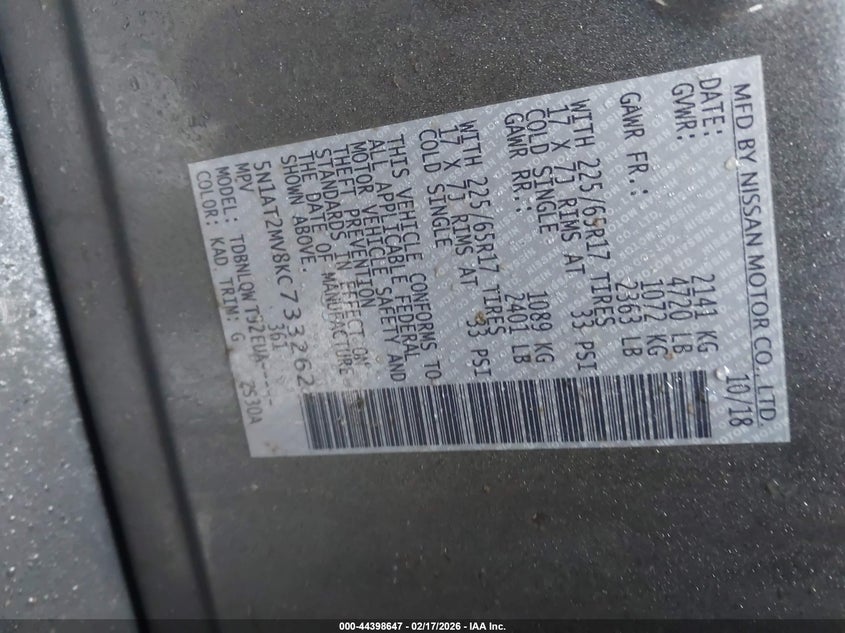 MFD BY NISSAN MOTOR CO., LTD.
DATE: 10/18
GVWR: 2141 KG
4720 LB
GAWR FR.: 1072 KG
2363 LB
WITH 225/65R17 TIRES
17 X 7J RIMS AT 33 PSI
COLD SINGLE
GAWR RR.: 1089 KG
2401 LB
WITH 225/65R17 TIRES
17 X 7J RIMS AT 33 PSI
COLD SINGLE
THIS VEHICLE CONFORMS TO
ALL APPLICABLE FEDERAL
MOTOR VEHICLE SAFETY AND
THEFT PREVENTION
STANDARDS IN EFFECT ON
THE DATE OF MANUFACTURE
SHOWN ABOVE.
5N1AT2MV8KC733262
MPV 361
MODEL: TDBNLQWT32EUA-----
COLOR: KAD TRIM: G 2S30A
000-44398647 - 02/17/2026 - IAA Inc.